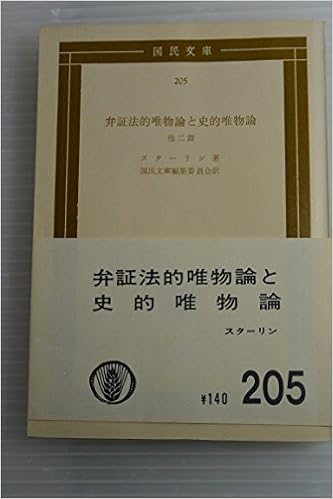 国民文庫
205
弁証法的唯物論と史的唯物論
他二篇
スターリン著
国民文庫編集委員会訳
弁証法的唯物論と
史的唯物論
スターリン
¥140 205